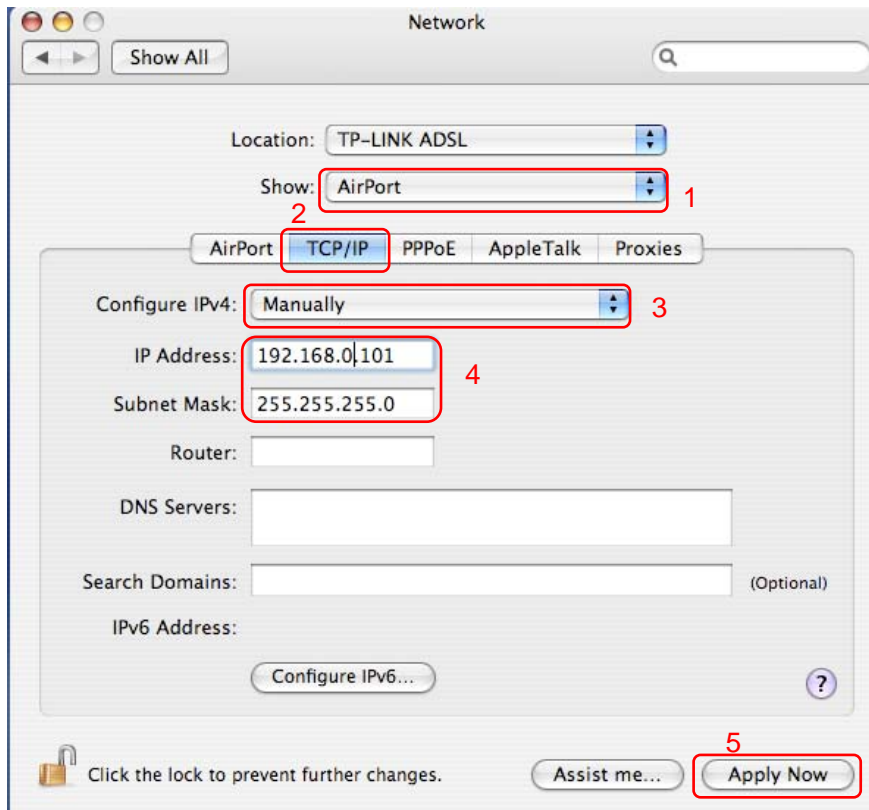 Network
Show All
Location: TP-LINK ADSL
Show: AirPort 1
2
AirPort TCP/IP PPPoE AppleTalk Proxies
Configure IPv4: Manually 3
IP Address: 192.168.0.101
4
Subnet Mask: 255.255.255.0
Router:
DNS Servers:
Search Domains: (Optional)
IPv6 Address:
Configure IPv6... ?
5
Click the lock to prevent further changes. Assist me... Apply Now